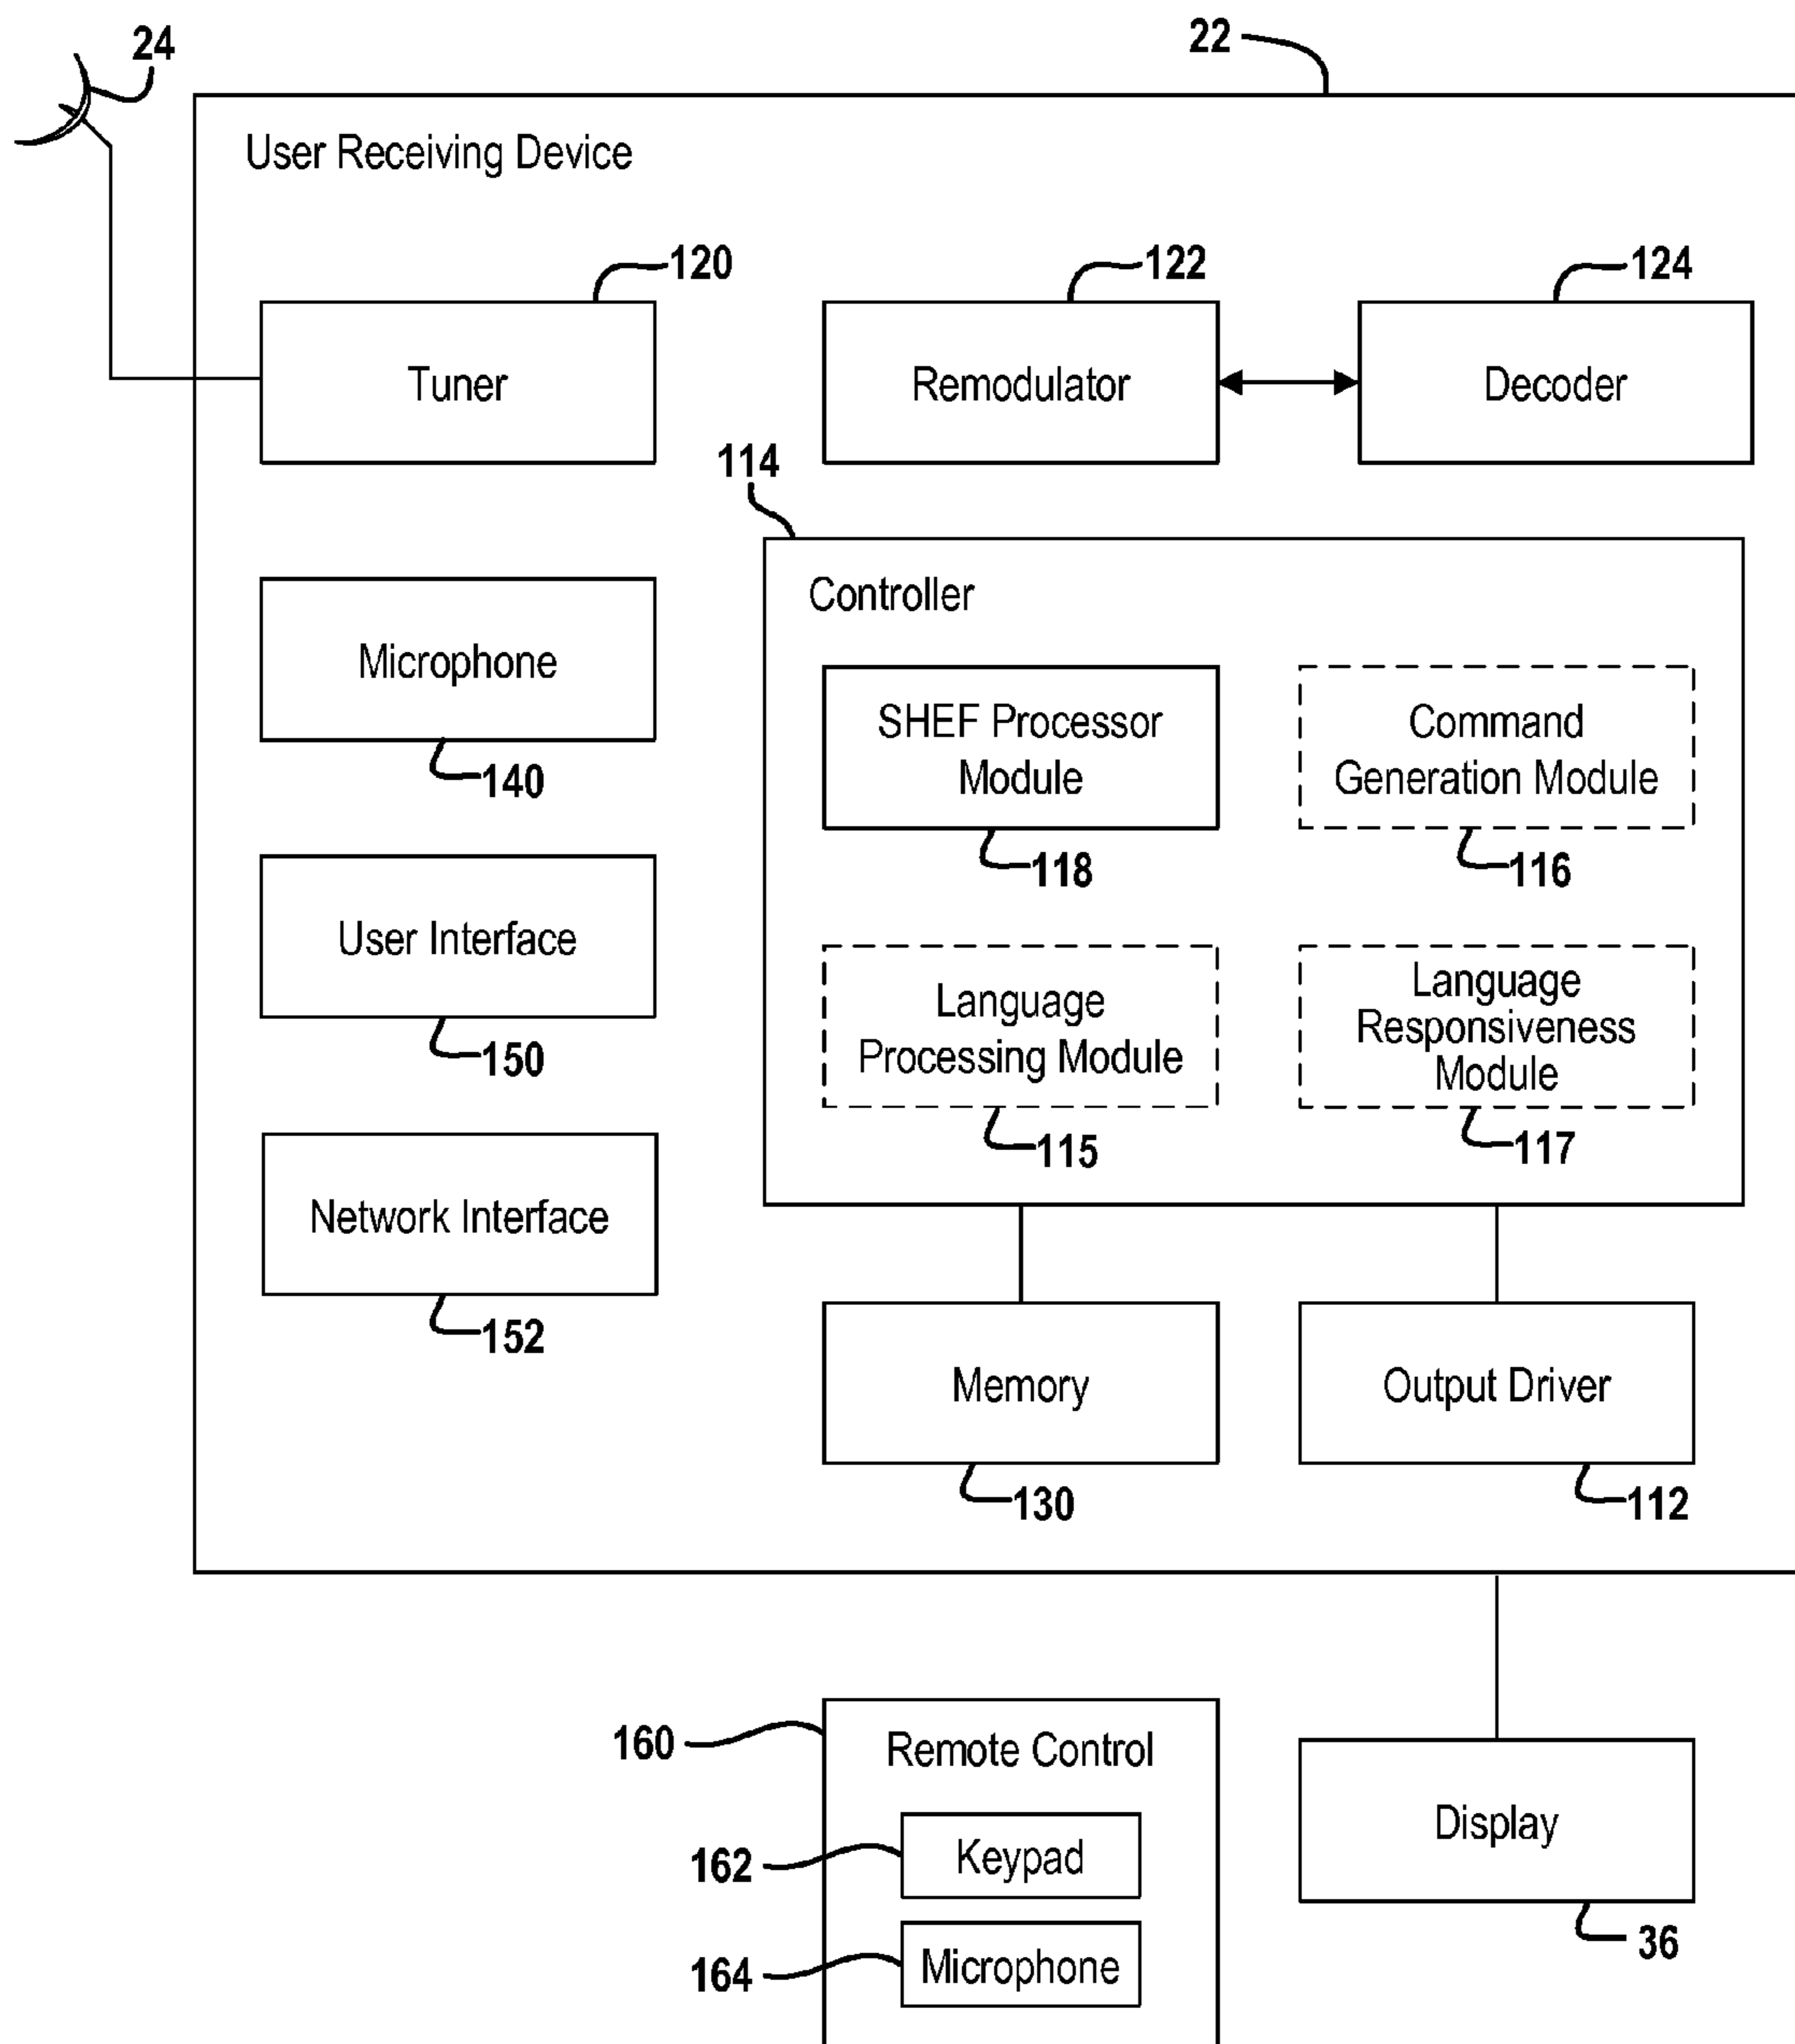 24
22
User Receiving Device
120
122
124
Tuner
Remodulator
Decoder
114
Controller
Microphone
140
SHEF Processor
Module
118
Command
Generation Module
116
User Interface
150
Language
Processing Module
115
Language
Responsiveness
Module
117
Network Interface
152
Memory
130
Output Driver
112
160
Remote Control
162
Keypad
164
Microphone
Display
36